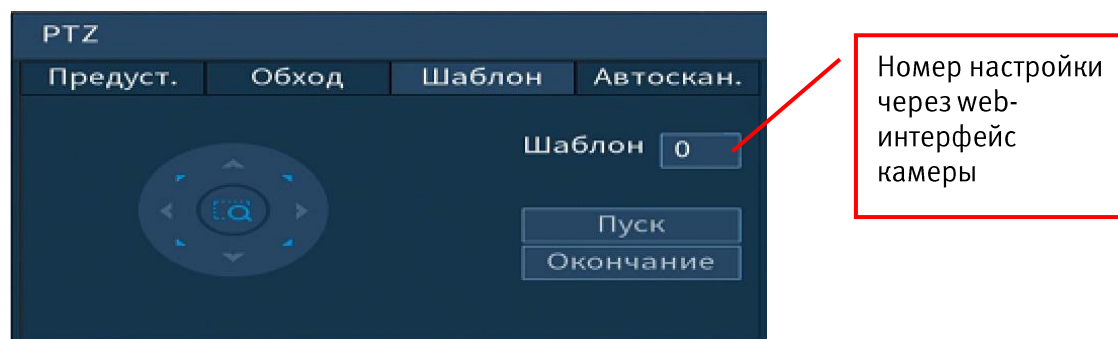 PTZ
Предуст. Обход Шаблон Автоскан.
Шаблон 0
Пуск
Окончание
Номер настройки
через web-
интерфейс
камеры